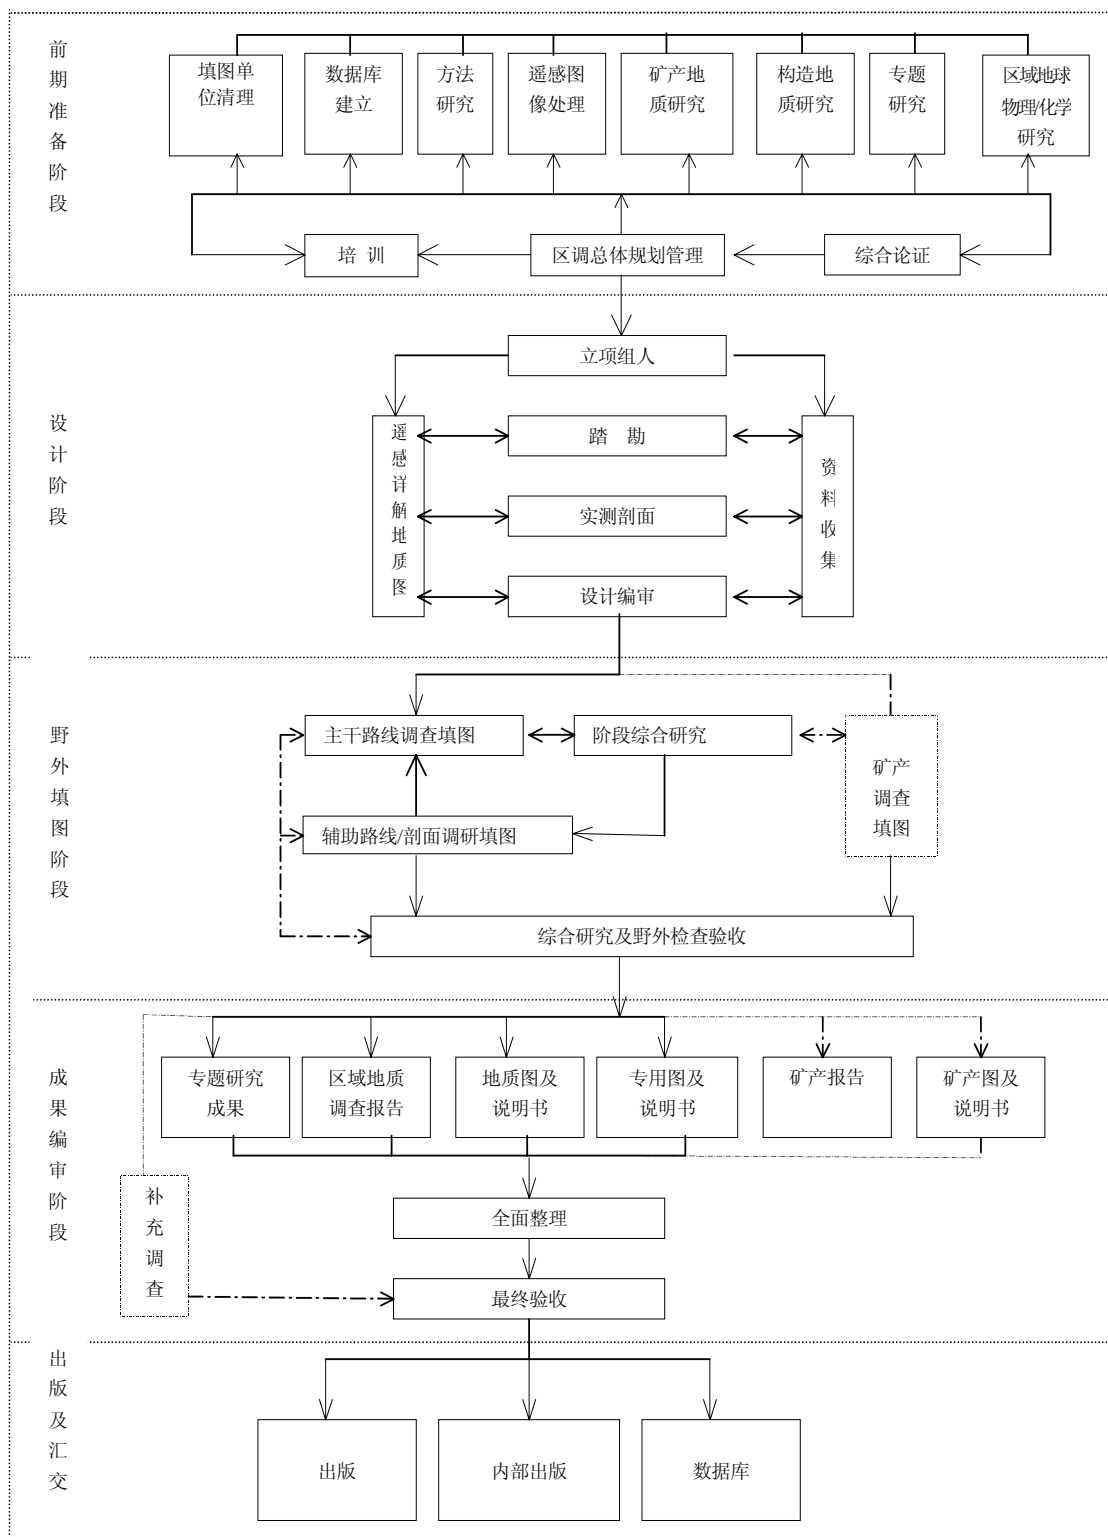 前期准备阶段
填图单
位清理
数据库
建立
方法
研究
遥感图
像处理
矿产地
质研究
构造地
质研究
专题
研究
区域地球
物理/化学
研究
培 训
区调总体规划管理
综合论证
设计阶段
立项组人
遥感详解地质图
踏 勘
实测剖面
设计编审
资料收集
野外填图阶段
主干路线调查填图
阶段综合研究
矿产
调查
填图
辅助路线/剖面调研填图
综合研究及野外检查验收
成果编审阶段
专题研究
成果
区域地质
调查报告
地质图及
说明书
专用图及
说明书
矿产报告
矿产图及
说明书
补充调查
全面整理
最终验收
出版及汇交
出版
内部出版
数据库